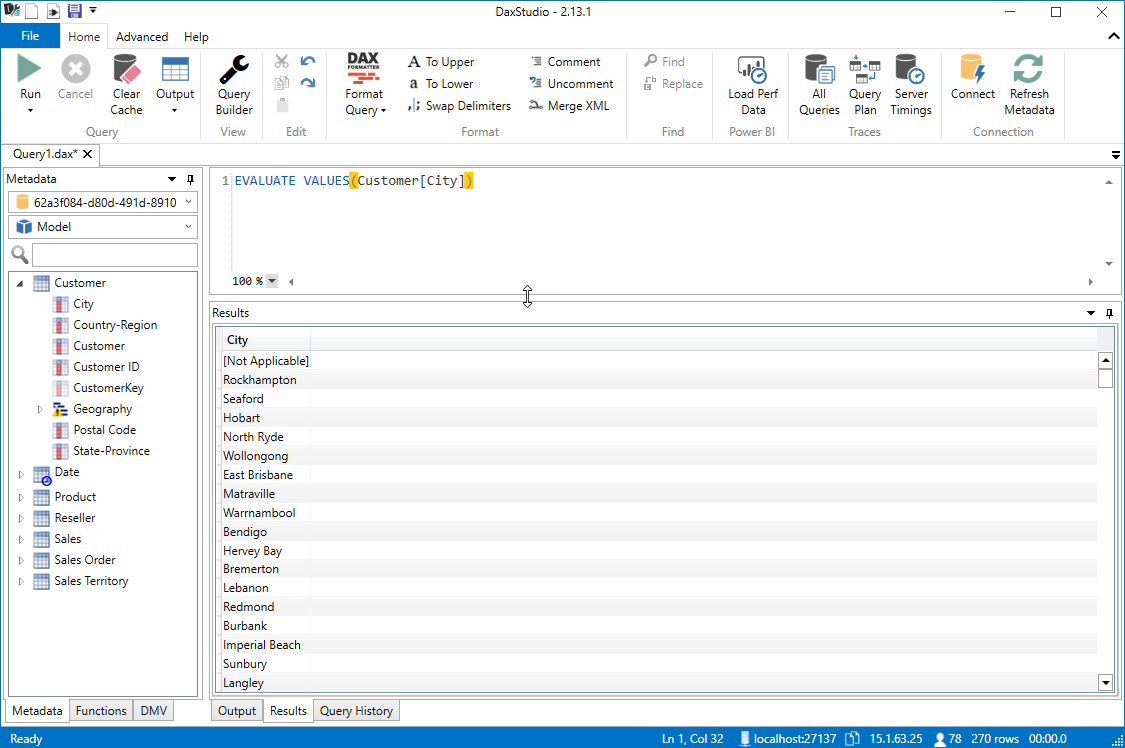 DaxStudio - 2.13.1
File Home Advanced Help
Run Cancel Clear Cache Output
Query
Query Builder
View
Edit
DAX FORMATTER
Format Query
To Upper
To Lower
Swap Delimiters
Comment
Uncomment
Merge XML
Format
Find
Replace
Find
Load Perf Data
Power BI
All Queries Query Plan Server Timings
Traces
Connect Refresh Metadata
Connection
Query1.dax*
Metadata
62a3f084-d80d-491d-8910
Model
Customer
City
Country-Region
Customer
Customer ID
CustomerKey
Geography
Postal Code
State-Province
Date
Product
Reseller
Sales
Sales Order
Sales Territory
Metadata Functions DMV
1 EVALUATE VALUES(Customer[City])
100 %
Results
City
[Not Applicable]
Rockhampton
Seaford
Hobart
North Ryde
Wollongong
East Brisbane
Matraville
Warrnambool
Bendigo
Hervey Bay
Bremerton
Lebanon
Redmond
Burbank
Imperial Beach
Sunbury
Langley
Output Results Query History
Ready Ln 1, Col 32 localhost:27137 15.1.63.25 78 270 rows 00:00.0